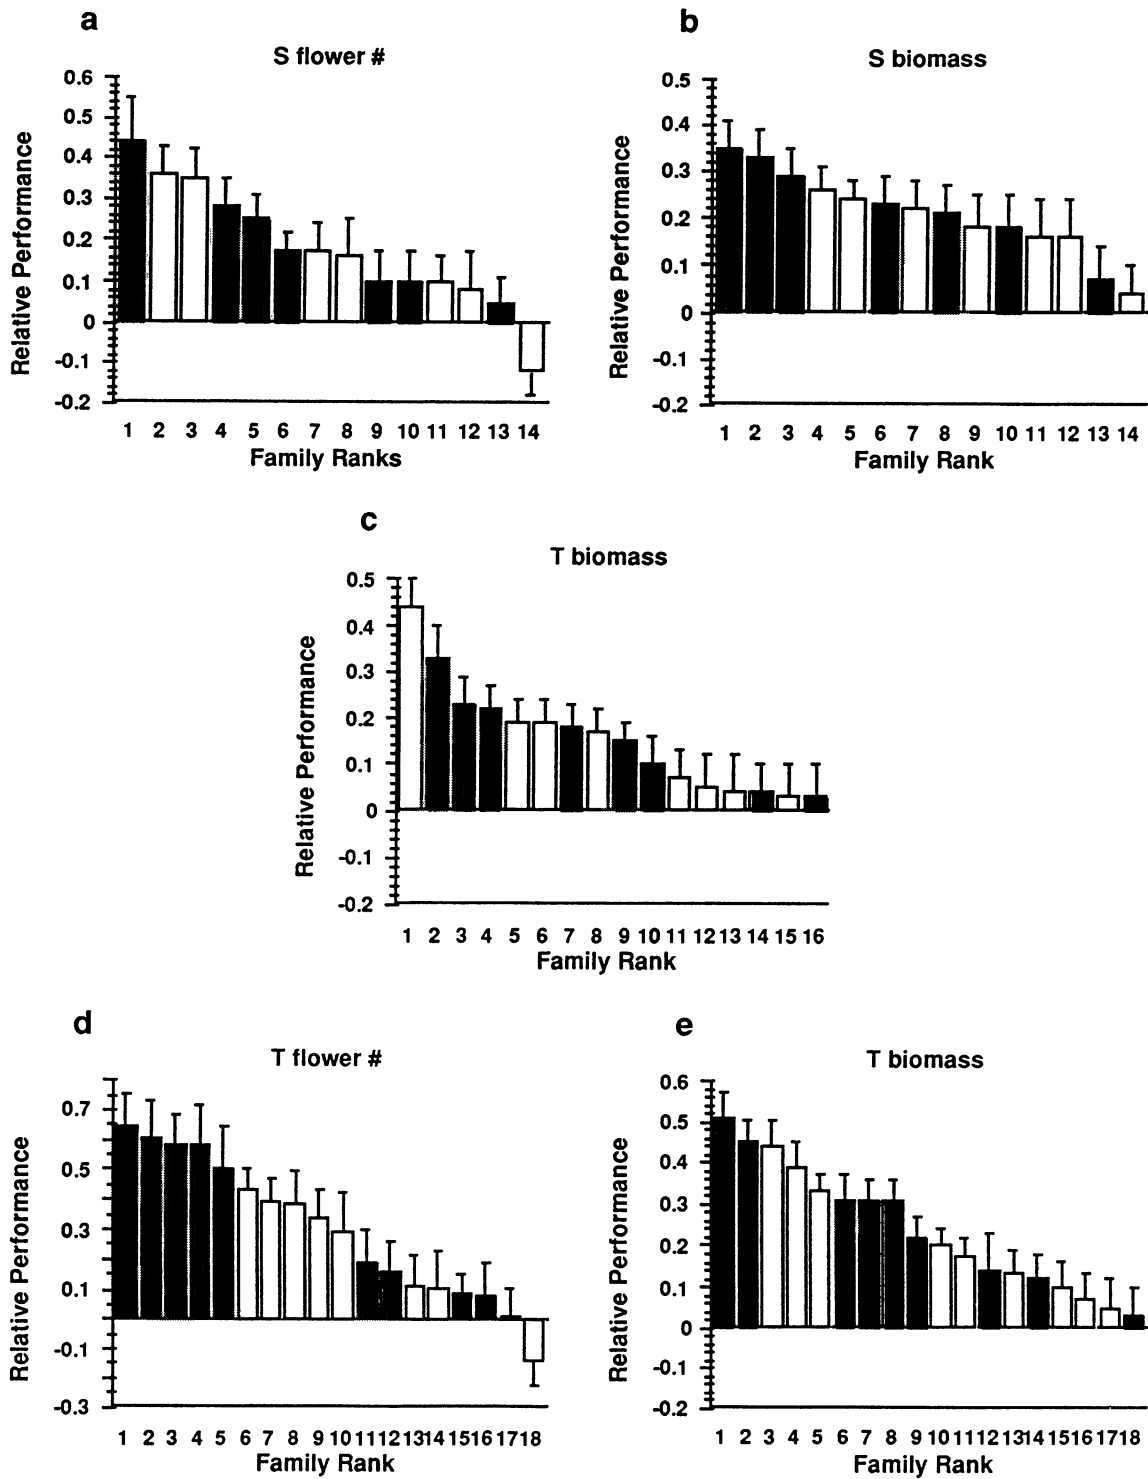 a
S flower #
0.6
0.5
0.4
0.3
0.2
0.1
0
-0.1
-0.2
Relative Performance
1 2 3 4 5 6 7 8 9 10 11 12 13 14
Family Ranks
b
S biomass
0.5
0.4
0.3
0.2
0.1
0
-0.1
-0.2
Relative Performance
1 2 3 4 5 6 7 8 9 10 11 12 13 14
Family Rank
c
T biomass
0.5
0.4
0.3
0.2
0.1
0
-0.1
-0.2
Relative Performance
1 2 3 4 5 6 7 8 9 10 11 12 13 14 15 16
Family Rank
d
T flower #
0.7
0.5
0.3
0.1
-0.1
-0.3
Relative Performance
1 2 3 4 5 6 7 8 9 10 11 12 13 14 15 16 17 18
Family Rank
e
T biomass
0.6
0.5
0.4
0.3
0.2
0.1
0
-0.1
-0.2
Relative Performance
1 2 3 4 5 6 7 8 9 10 11 12 13 14 15 16 17 18
Family Rank